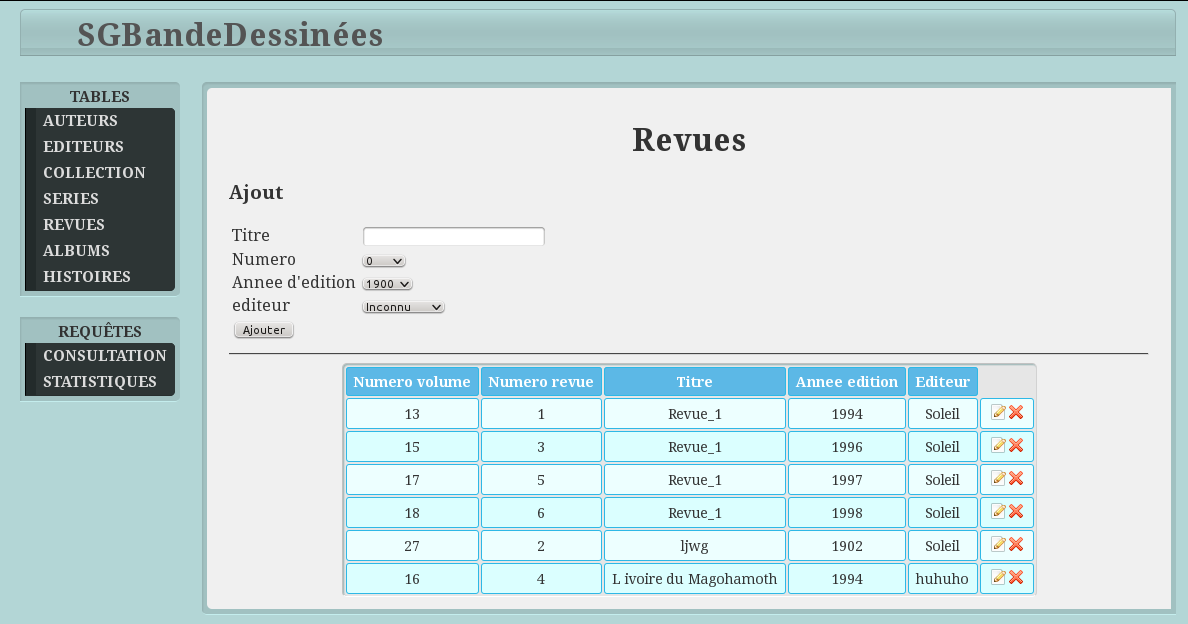 SGBandeDessinées
TABLES
AUTEURS
EDITEURS
COLLECTION
SERIES
REVUES
ALBUMS
HISTOIRES
REQUÊTES
CONSULTATION
STATISTIQUES
Revues
Ajout
Titre
Numero 0
Annee d'edition 1900
editeur Inconnu
Ajouter
Numero volume Numero revue Titre Annee edition Editeur
13 1 Revue_1 1994 Soleil
15 3 Revue_1 1996 Soleil
17 5 Revue_1 1997 Soleil
18 6 Revue_1 1998 Soleil
27 2 ljwg 1902 Soleil
16 4 L ivoire du Magohamoth 1994 huhuho